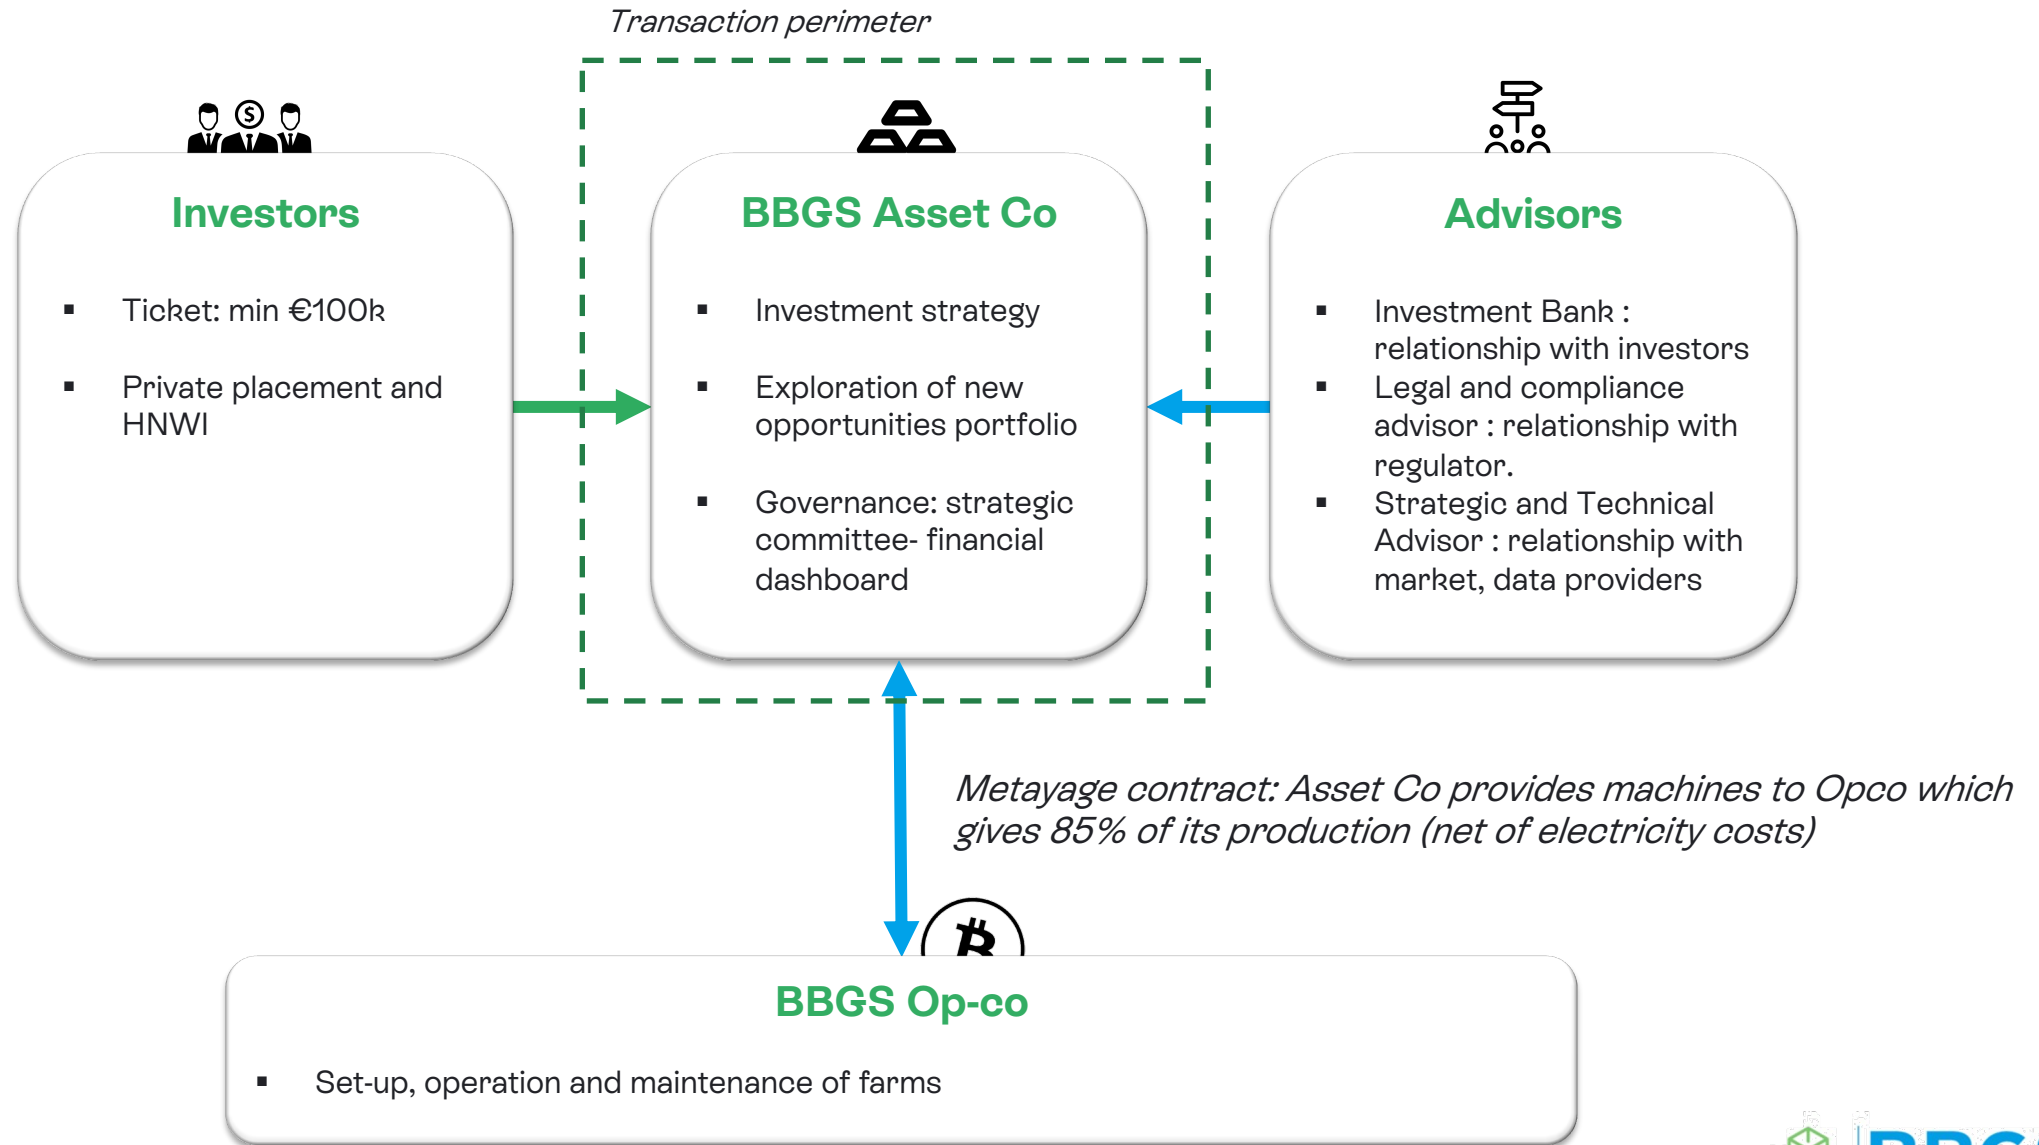 Transaction perimeter
Investors
▪ Ticket: min €100k
▪ Private placement and
HNWI
BBGS Asset Co
▪ Investment strategy
▪ Exploration of new
opportunities portfolio
▪ Governance: strategic
committee- financial
dashboard
Advisors
▪ Investment Bank :
relationship with investors
▪ Legal and compliance
advisor : relationship with
regulator.
▪ Strategic and Technical
Advisor : relationship with
market, data providers
Metayage contract: Asset Co provides machines to Opco which
gives 85% of its production (net of electricity costs)
BBGS Op-co
▪ Set-up, operation and maintenance of farms